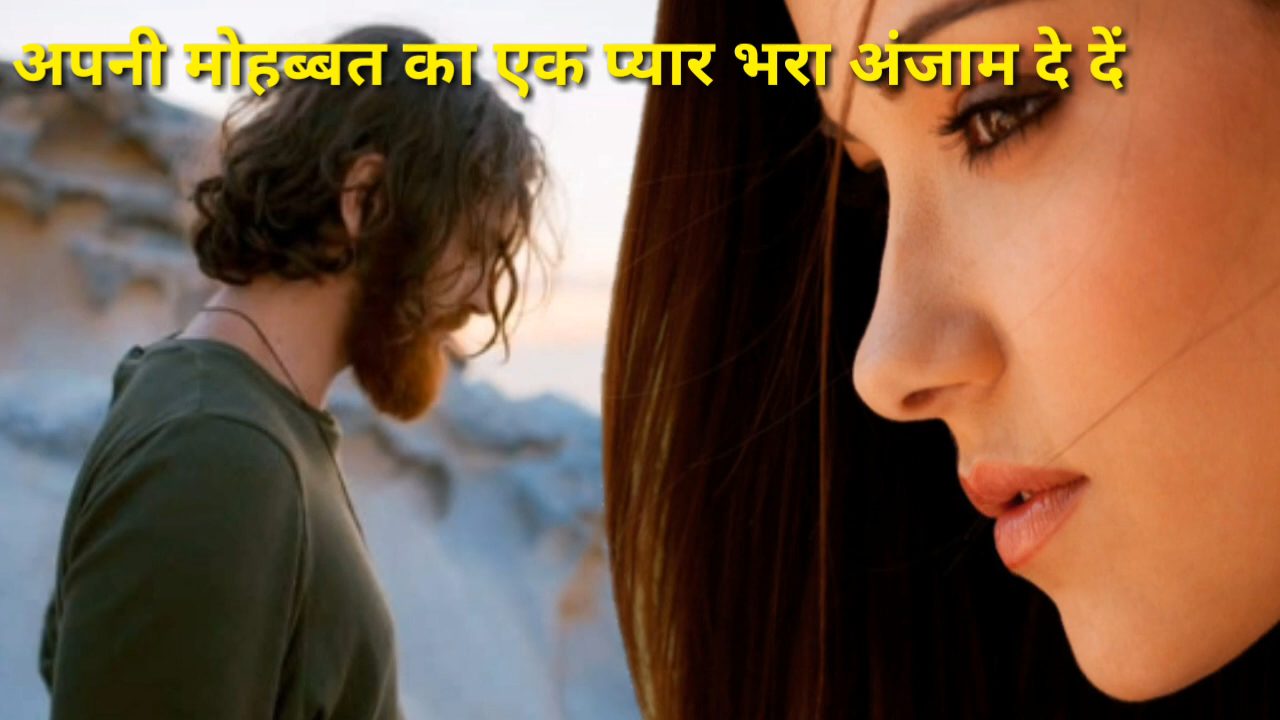 अपनी मोहब्बत का एक प्यार भरा अंजाम दे दें